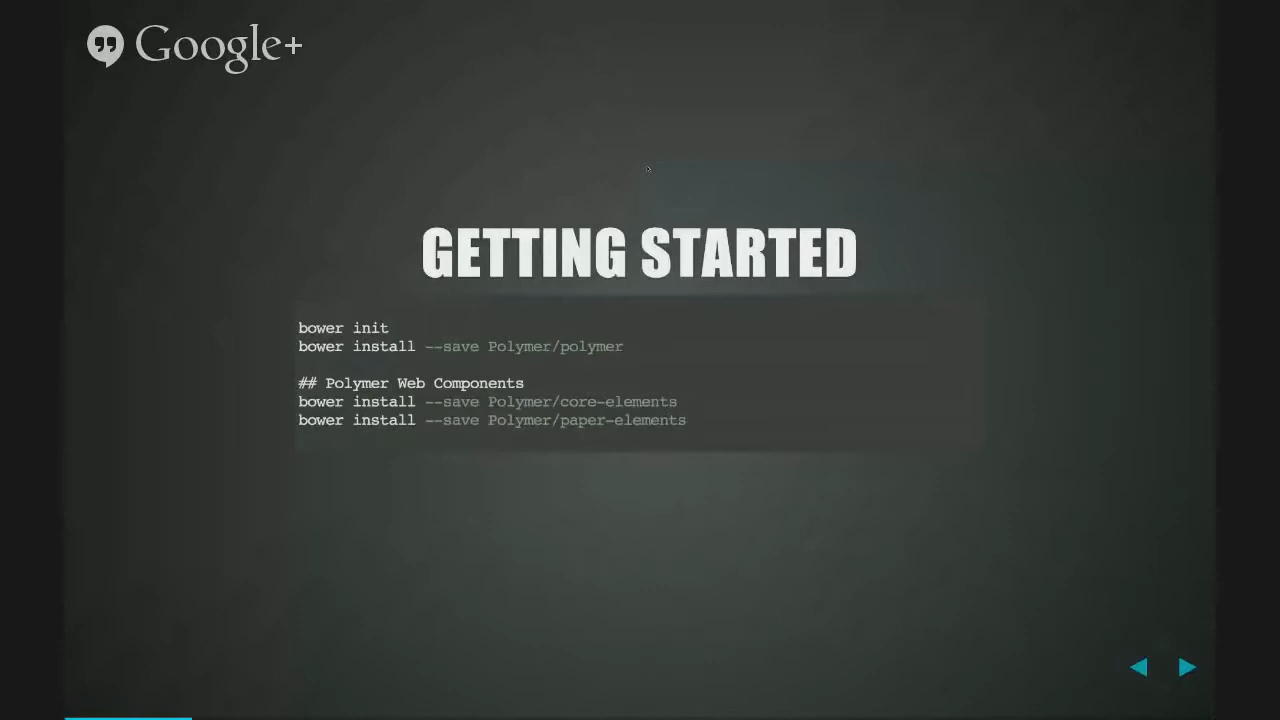 Google+
GETTING STARTED
bower init
bower install --save Polymer/polymer
## Polymer Web Components
bower install --save Polymer/core-elements
bower install --save Polymer/paper-elements